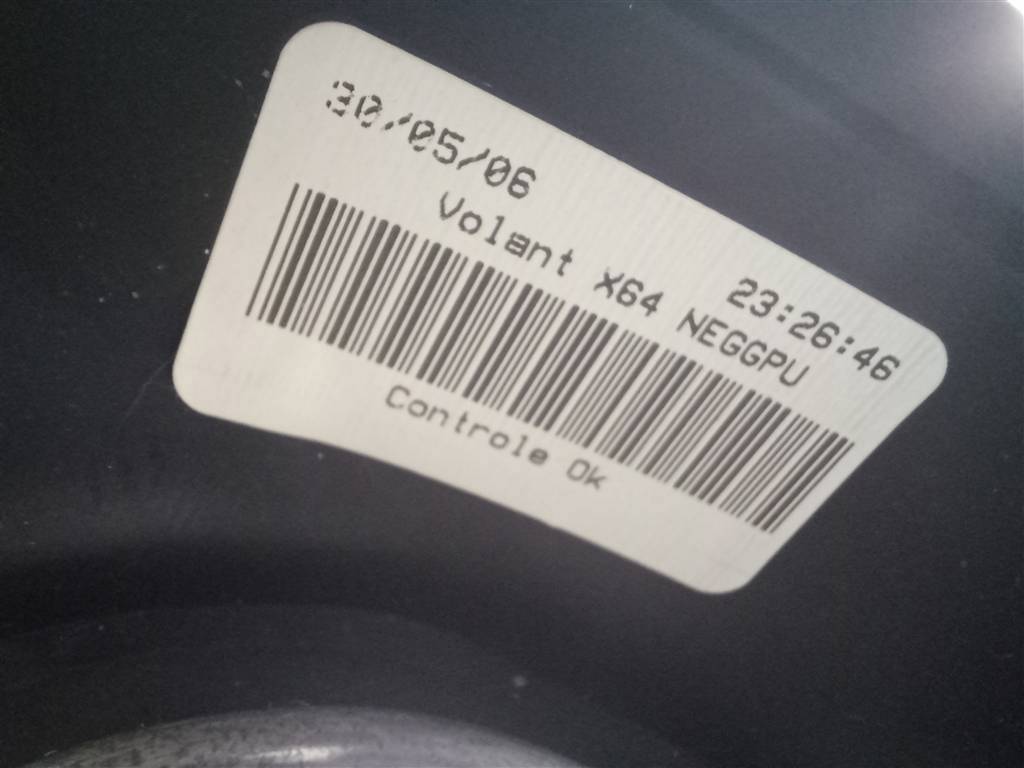 30/05/06 23:26:46
Volant X64 NEGGPU
Controle Ok